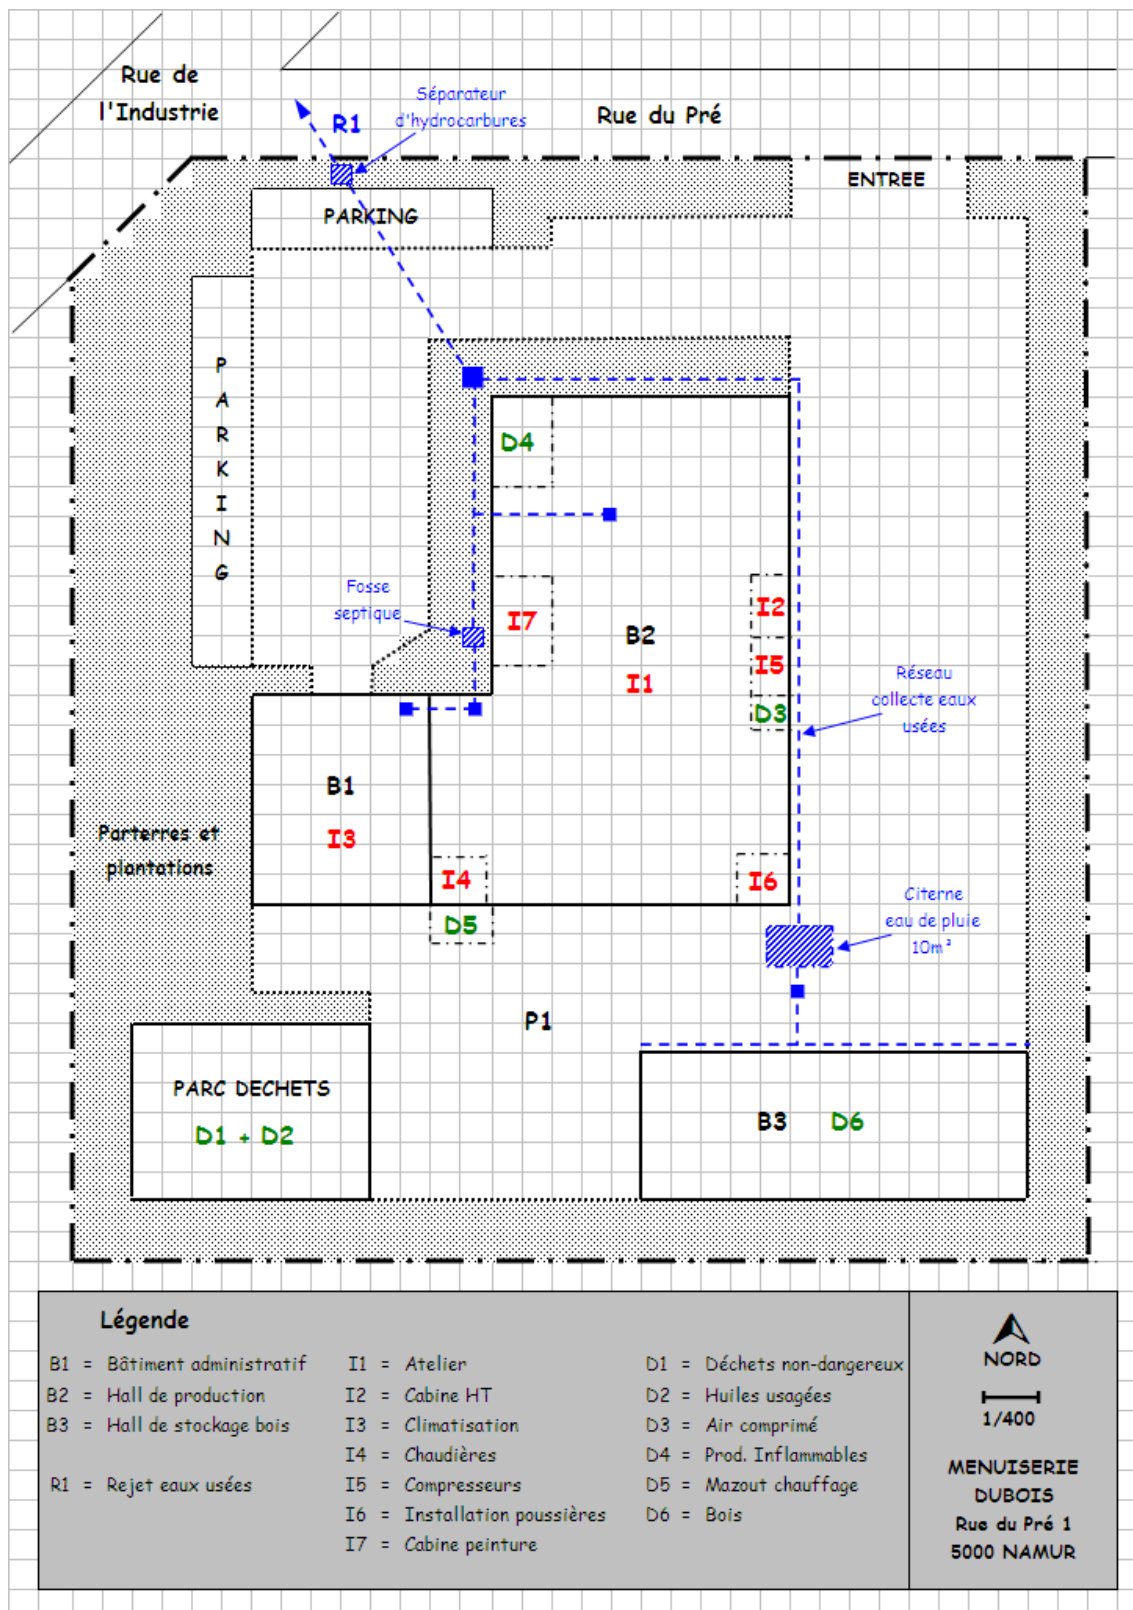 Rue de
l'Industrie
Séparateur
d'hydrocarbures
R1
Rue du Pré
ENTREE
PARKING
P
A
R
K
I
N
G
D4
Fosse
septique
I7
I2
B2
I5
I1
D3
Réseau
collecte eaux
usées
B1
I3
Parterres et
plantations
I4
I6
D5
Citerne
eau de pluie
10m³
P1
PARC DECHETS
D1 + D2
B3 D6
Légende
B1 = Bâtiment administratif
B2 = Hall de production
B3 = Hall de stockage bois
R1 = Rejet eaux usées
I1 = Atelier
I2 = Cabine HT
I3 = Climatisation
I4 = Chaudières
I5 = Compresseurs
I6 = Installation poussières
I7 = Cabine peinture
D1 = Déchets non-dangereux
D2 = Huiles usagées
D3 = Air comprimé
D4 = Prod. Inflammables
D5 = Mazout chauffage
D6 = Bois
NORD
1/400
MENUISERIE
DUBOIS
Rue du Pré 1
5000 NAMUR